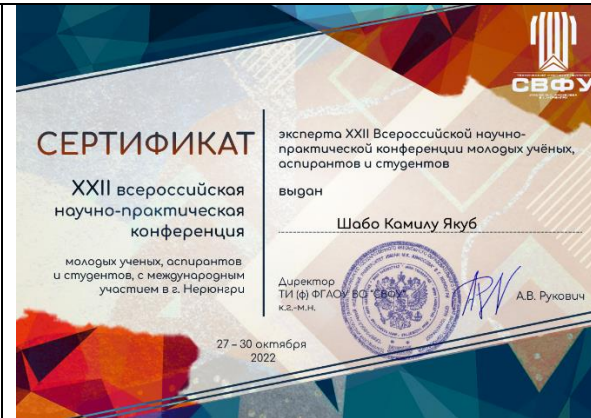 СВФУ
СЕРТИФИКАТ
XXII всероссийская
научно-практическая
конференция
молодых ученых, аспирантов
и студентов, с международным
участием в г. Нерюнгри
27 – 30 октября
2022
эксперта XXII Всероссийской научно-
практической конференции молодых учёных,
аспирантов и студентов
выдан
Шабо Камилу Якуб
Директор
ТИ (ф) ФГАОУ ВО "СВФУ",
к.г.-м.н.
А.В. Рукович